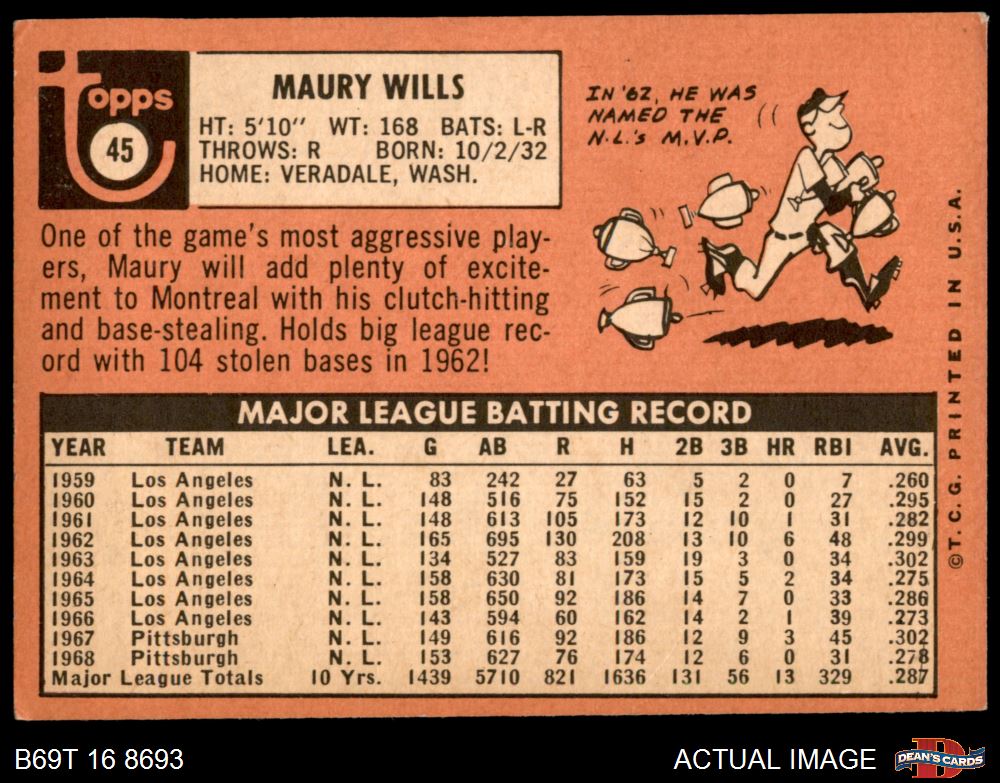 Topps
45
MAURY WILLS
HT: 5'10" WT: 168 BATS: L-R
THROWS: R BORN: 10/2/32
HOME: VERADALE, WASH.
IN '62, HE WAS
NAMED THE
N.L.'s M.V.P.
One of the game's most aggressive play-
ers, Maury will add plenty of excite-
ment to Montreal with his clutch-hitting
and base-stealing. Holds big league rec-
ord with 104 stolen bases in 1962!
MAJOR LEAGUE BATTING RECORD
YEAR TEAM LEA. G AB R H 2B 3B HR RBI AVG.
1959 Los Angeles N. L. 83 242 27 63 5 2 0 7 .260
1960 Los Angeles N. L. 148 516 75 152 15 2 0 27 .295
1961 Los Angeles N. L. 148 613 105 173 12 10 1 31 .282
1962 Los Angeles N. L. 165 695 130 208 13 10 6 48 .299
1963 Los Angeles N. L. 134 527 83 159 19 3 0 34 .302
1964 Los Angeles N. L. 158 630 81 173 15 5 2 34 .275
1965 Los Angeles N. L. 158 650 92 186 14 7 0 33 .286
1966 Los Angeles N. L. 143 594 60 162 14 2 1 39 .273
1967 Pittsburgh N. L. 149 616 92 186 12 9 3 45 .302
1968 Pittsburgh N. L. 153 627 76 174 12 6 0 31 .278
Major League Totals 10 Yrs. 1439 5710 821 1636 131 56 13 329 .287
©T.C.G. PRINTED IN U.S.A.
B69T 16 8693
ACTUAL IMAGE
D
DEAN'S CARDS